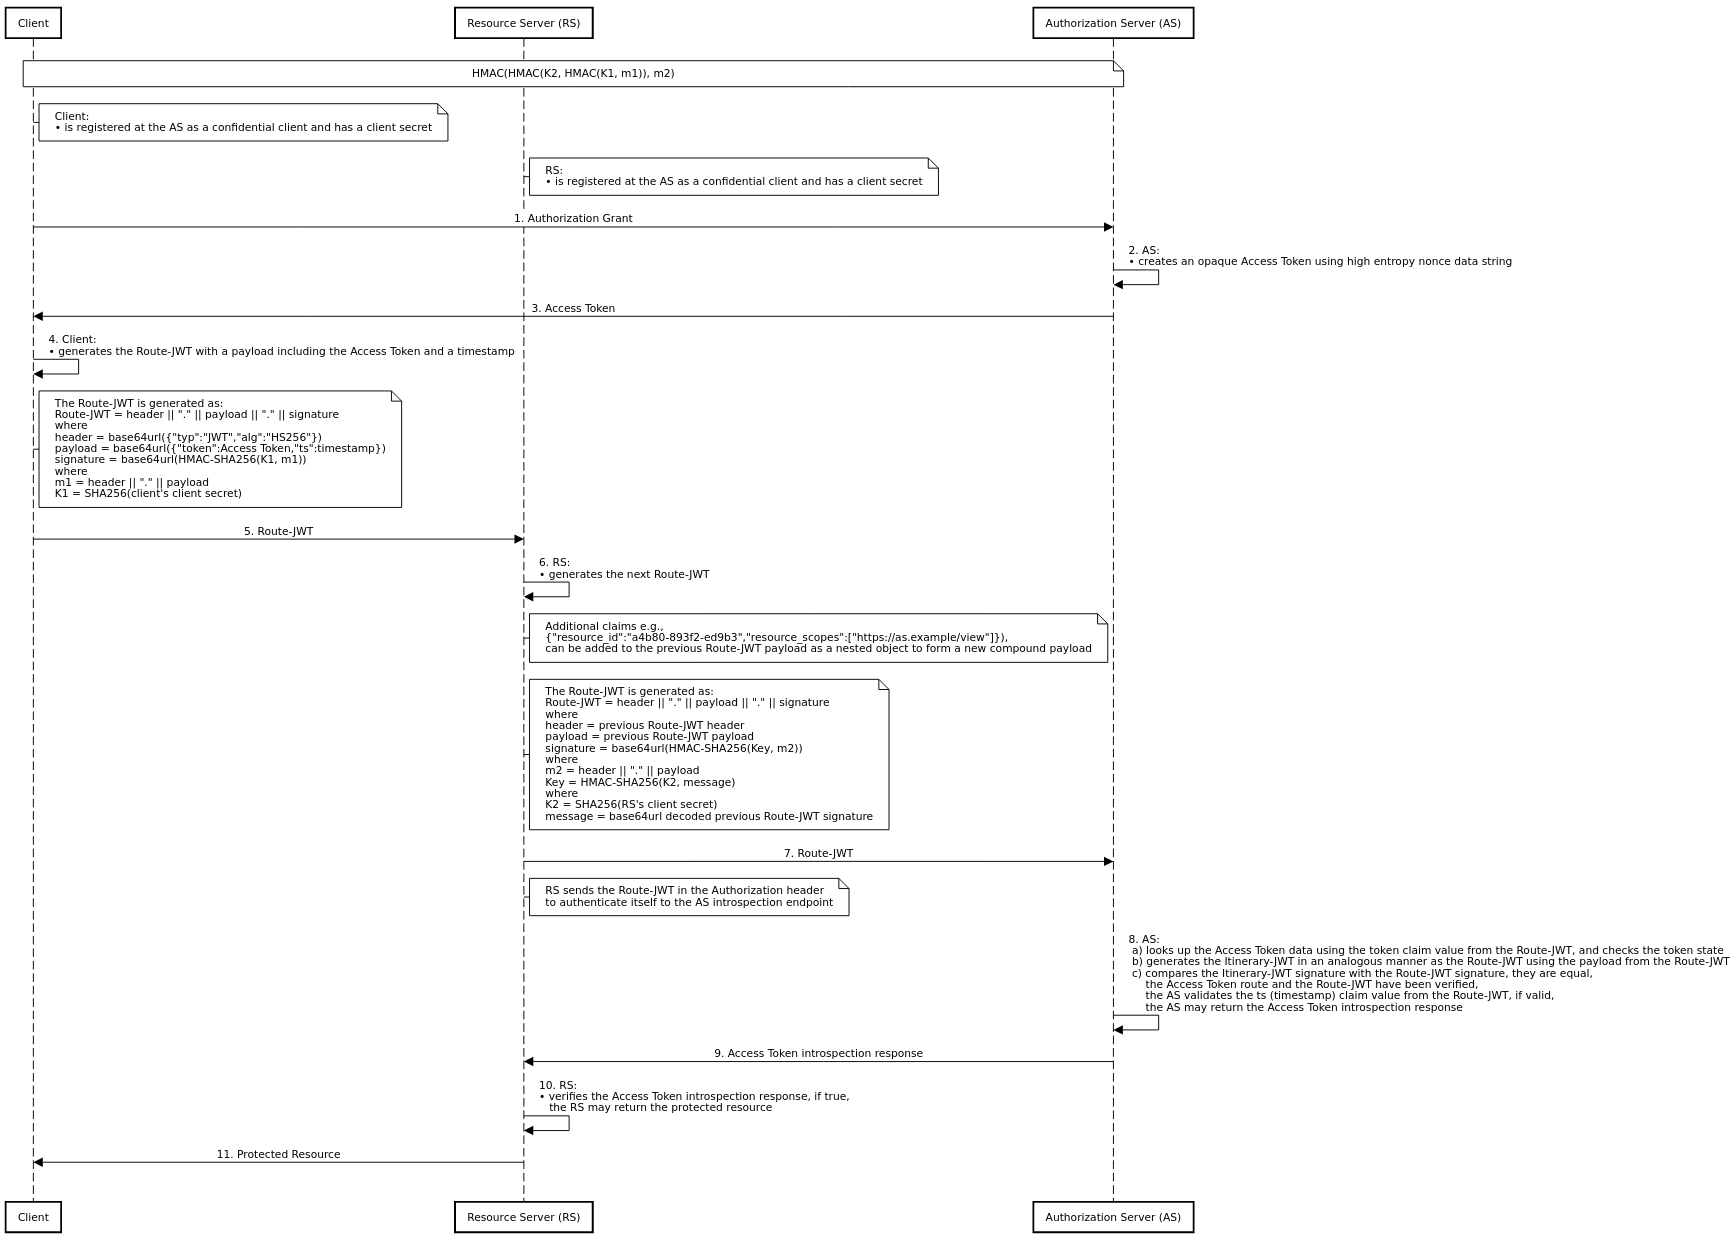 Client
Resource Server (RS)
Authorization Server (AS)
HMAC(HMAC(K2, HMAC(K1, m1)), m2)
Client:
• is registered at the AS as a confidential client and has a client secret
RS:
• is registered at the AS as a confidential client and has a client secret
1. Authorization Grant
2. AS:
• creates an opaque Access Token using high entropy nonce data string
3. Access Token
4. Client:
• generates the Route-JWT with a payload including the Access Token and a timestamp
The Route-JWT is generated as:
Route-JWT = header || "." || payload || "." || signature
where
header = base64url({"typ":"JWT","alg":"HS256"})
payload = base64url({"token":Access Token,"ts":timestamp})
signature = base64url(HMAC-SHA256(K1, m1))
where
m1 = header || "." || payload
K1 = SHA256(client's client secret)
5. Route-JWT
6. RS:
• generates the next Route-JWT
Additional claims e.g.,
{"resource_id":"a4b80-893f2-ed9b3","resource_scopes":["https://as.example/view"]}),
can be added to the previous Route-JWT payload as a nested object to form a new compound payload
The Route-JWT is generated as:
Route-JWT = header || "." || payload || "." || signature
where
header = previous Route-JWT header
payload = previous Route-JWT payload
signature = base64url(HMAC-SHA256(Key, m2))
where
m2 = header || "." || payload
Key = HMAC-SHA256(K2, message)
where
K2 = SHA256(RS's client secret)
message = base64url decoded previous Route-JWT signature
7. Route-JWT
RS sends the Route-JWT in the Authorization header
to authenticate itself to the AS introspection endpoint
8. AS:
a) looks up the Access Token data using the token claim value from the Route-JWT, and checks the token state
b) generates the Itinerary-JWT in an analogous manner as the Route-JWT using the payload from the Route-JWT
c) compares the Itinerary-JWT signature with the Route-JWT signature, they are equal,
the Access Token route and the Route-JWT have been verified,
the AS validates the ts (timestamp) claim value from the Route-JWT, if valid,
the AS may return the Access Token introspection response
9. Access Token introspection response
10. RS:
• verifies the Access Token introspection response, if true,
the RS may return the protected resource
11. Protected Resource
Client
Resource Server (RS)
Authorization Server (AS)